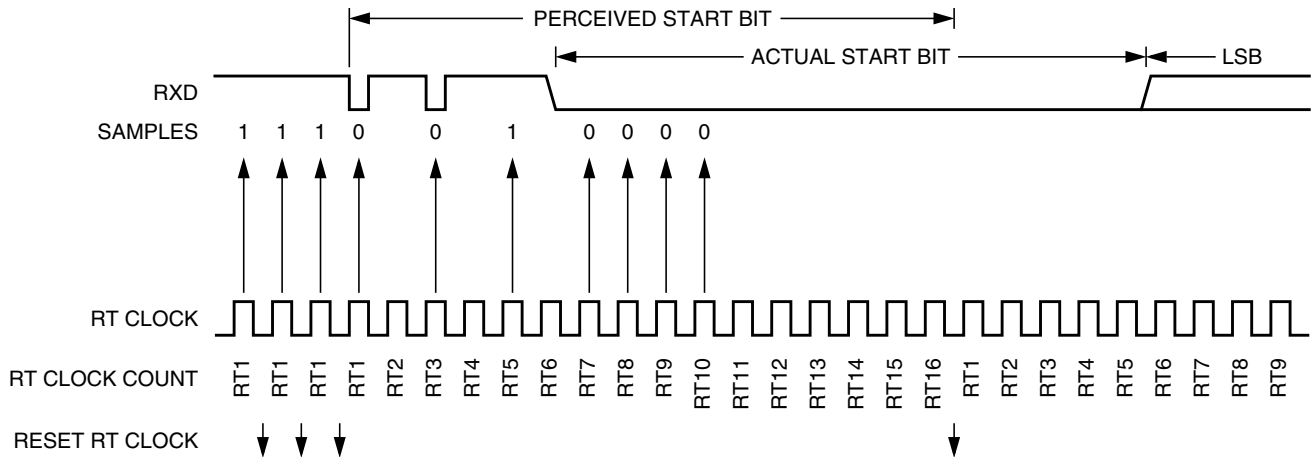 PERCEIVED START BIT
ACTUAL START BIT
LSB
RXD
SAMPLES 1 1 1 0 0 1 0 0 0 0
RT CLOCK
RT CLOCK COUNT RT1 RT1 RT1 RT1 RT2 RT3 RT4 RT5 RT6 RT7 RT8 RT9 RT10 RT11 RT12 RT13 RT14 RT15 RT16 RT1 RT2 RT3 RT4 RT5 RT6 RT7 RT8 RT9
RESET RT CLOCK